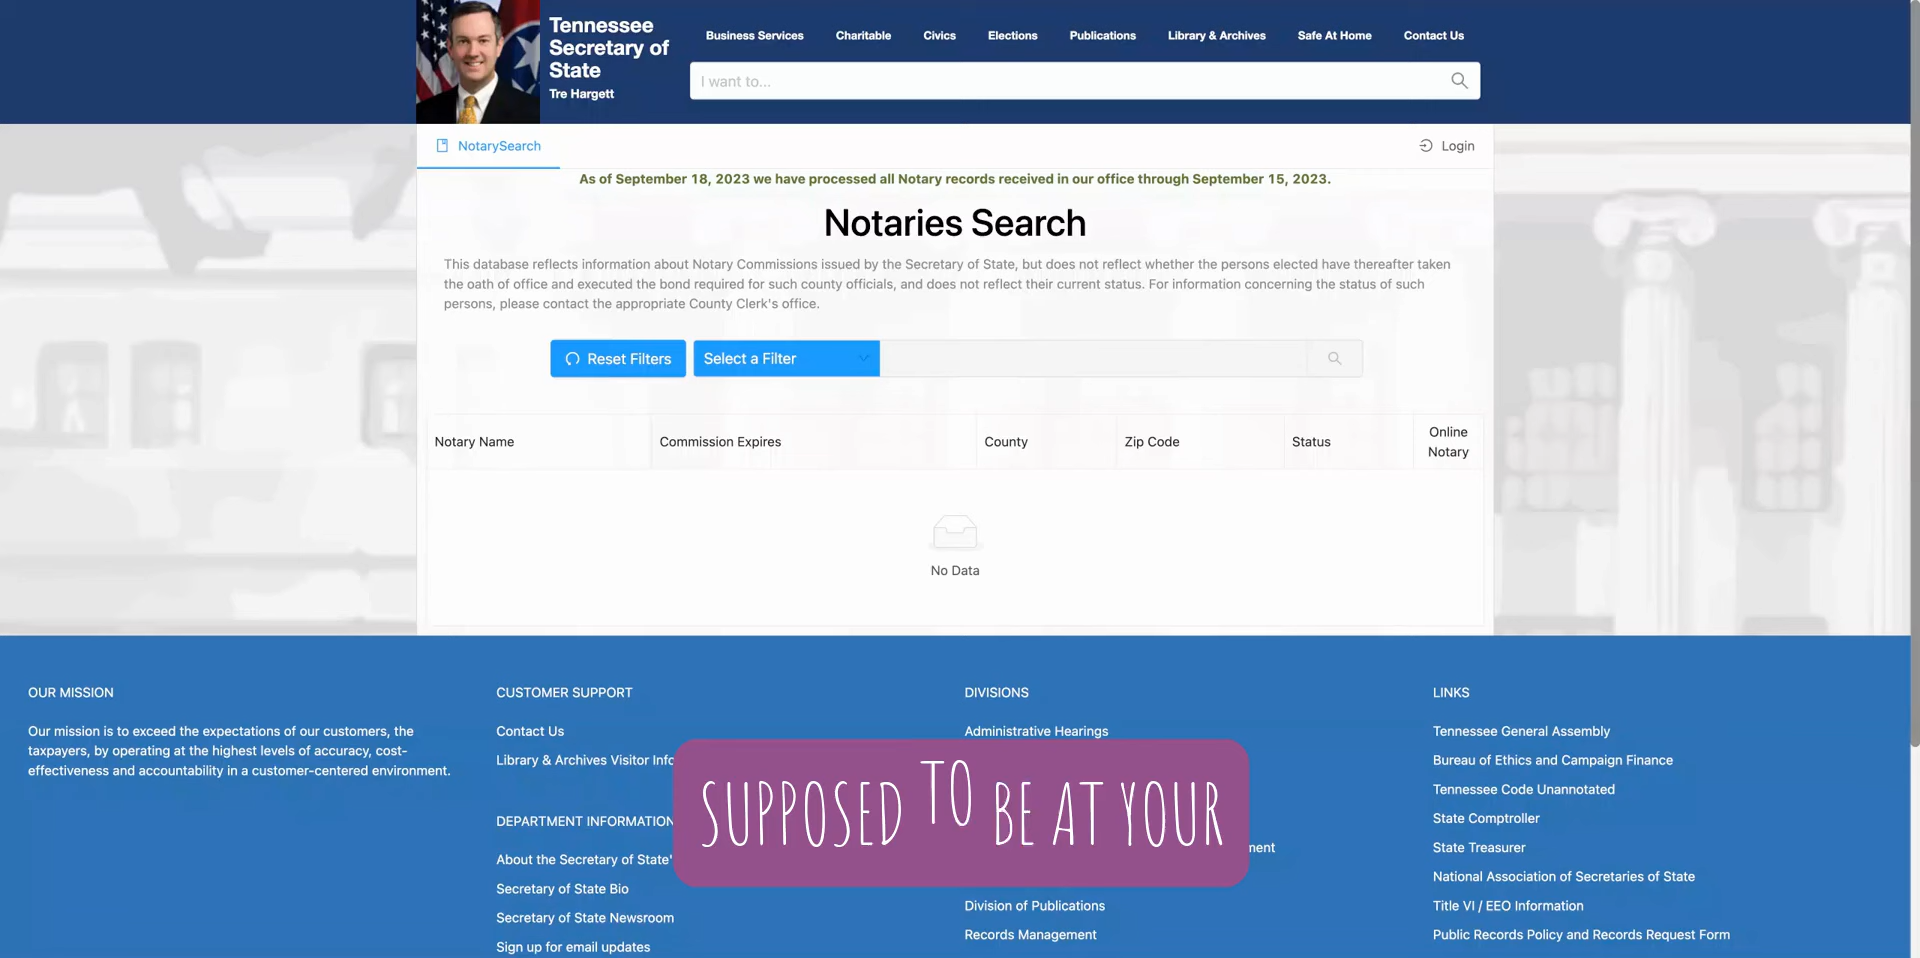 Tennessee
Secretary of
State
Tre Hargett
Business Services
Charitable
Civics
Elections
Publications
Library & Archives
Safe At Home
Contact Us
I want to...
NotarySearch
Login
As of September 18, 2023 we have processed all Notary records received in our office through September 15, 2023.
Notaries Search
This database reflects information about Notary Commissions issued by the Secretary of State, but does not reflect whether the persons elected have thereafter taken
the oath of office and executed the bond required for such county officials, and does not reflect their current status. For information concerning the status of such
persons, please contact the appropriate County Clerk's office.
Reset Filters
Select a Filter
Notary Name
Commission Expires
County
Zip Code
Status
Online
Notary
No Data
OUR MISSION
Our mission is to exceed the expectations of our customers, the
taxpayers, by operating at the highest levels of accuracy, cost-
effectiveness and accountability in a customer-centered environment.
CUSTOMER SUPPORT
Contact Us
Library & Archives Visitor Info
DEPARTMENT INFORMATION
About the Secretary of State'
Secretary of State Bio
Secretary of State Newsroom
Sign up for email updates
DIVISIONS
Administrative Hearings
SUPPOSED TO BE AT YOUR
Division of Publications
Records Management
LINKS
Tennessee General Assembly
Bureau of Ethics and Campaign Finance
Tennessee Code Unannotated
State Comptroller
State Treasurer
National Association of Secretaries of State
Title VI / EEO Information
Public Records Policy and Records Request Form